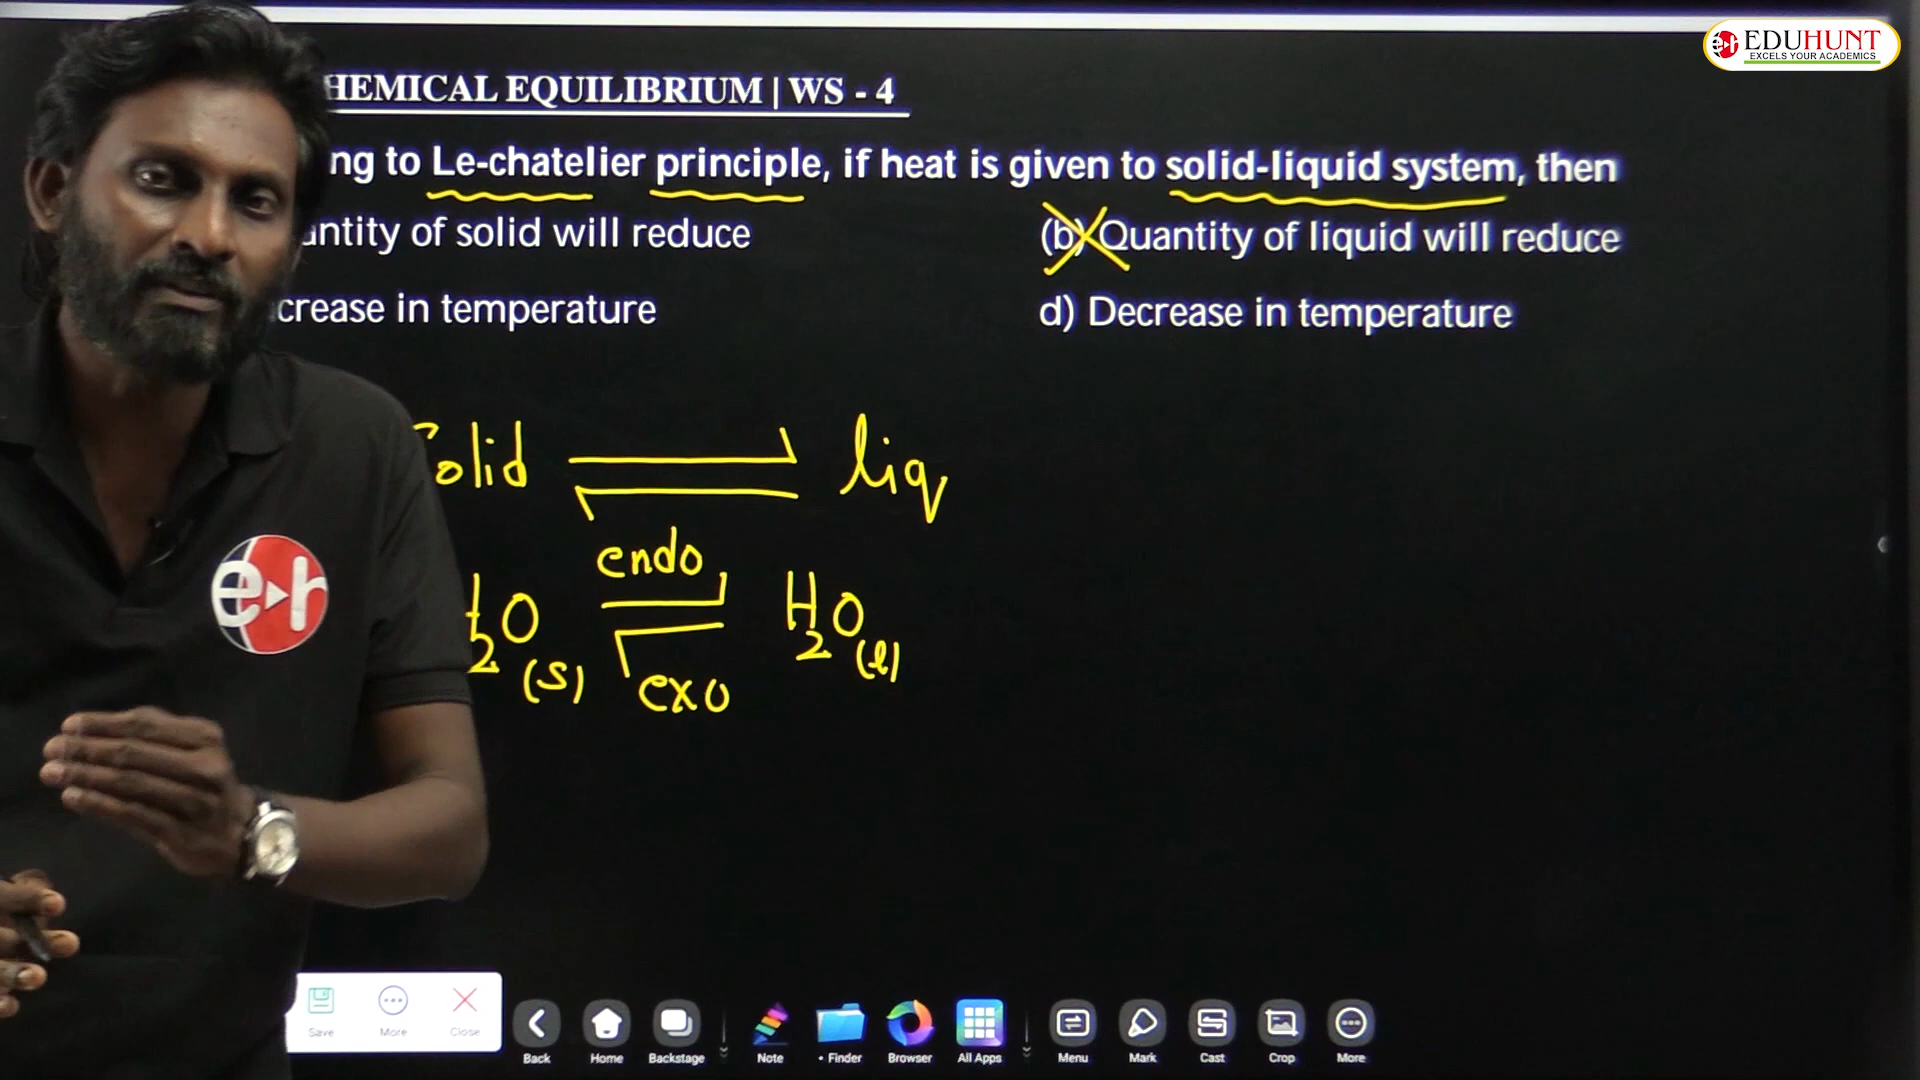 EDUHUNT
EXCELS YOUR ACADEMICS
HEMICAL EQUILIBRIUM | WS - 4
ng to Le-chatelier principle, if heat is given to solid-liquid system, then
antity of solid will reduce
(b) Quantity of liquid will reduce
crease in temperature
d) Decrease in temperature
Solid ⇌ liq
endo
H₂O (s) ⇌ H₂O (l)
exo
Save More Close
Back Home Backstage Note • Finder Browser All Apps Menu Mark Cast Crop More